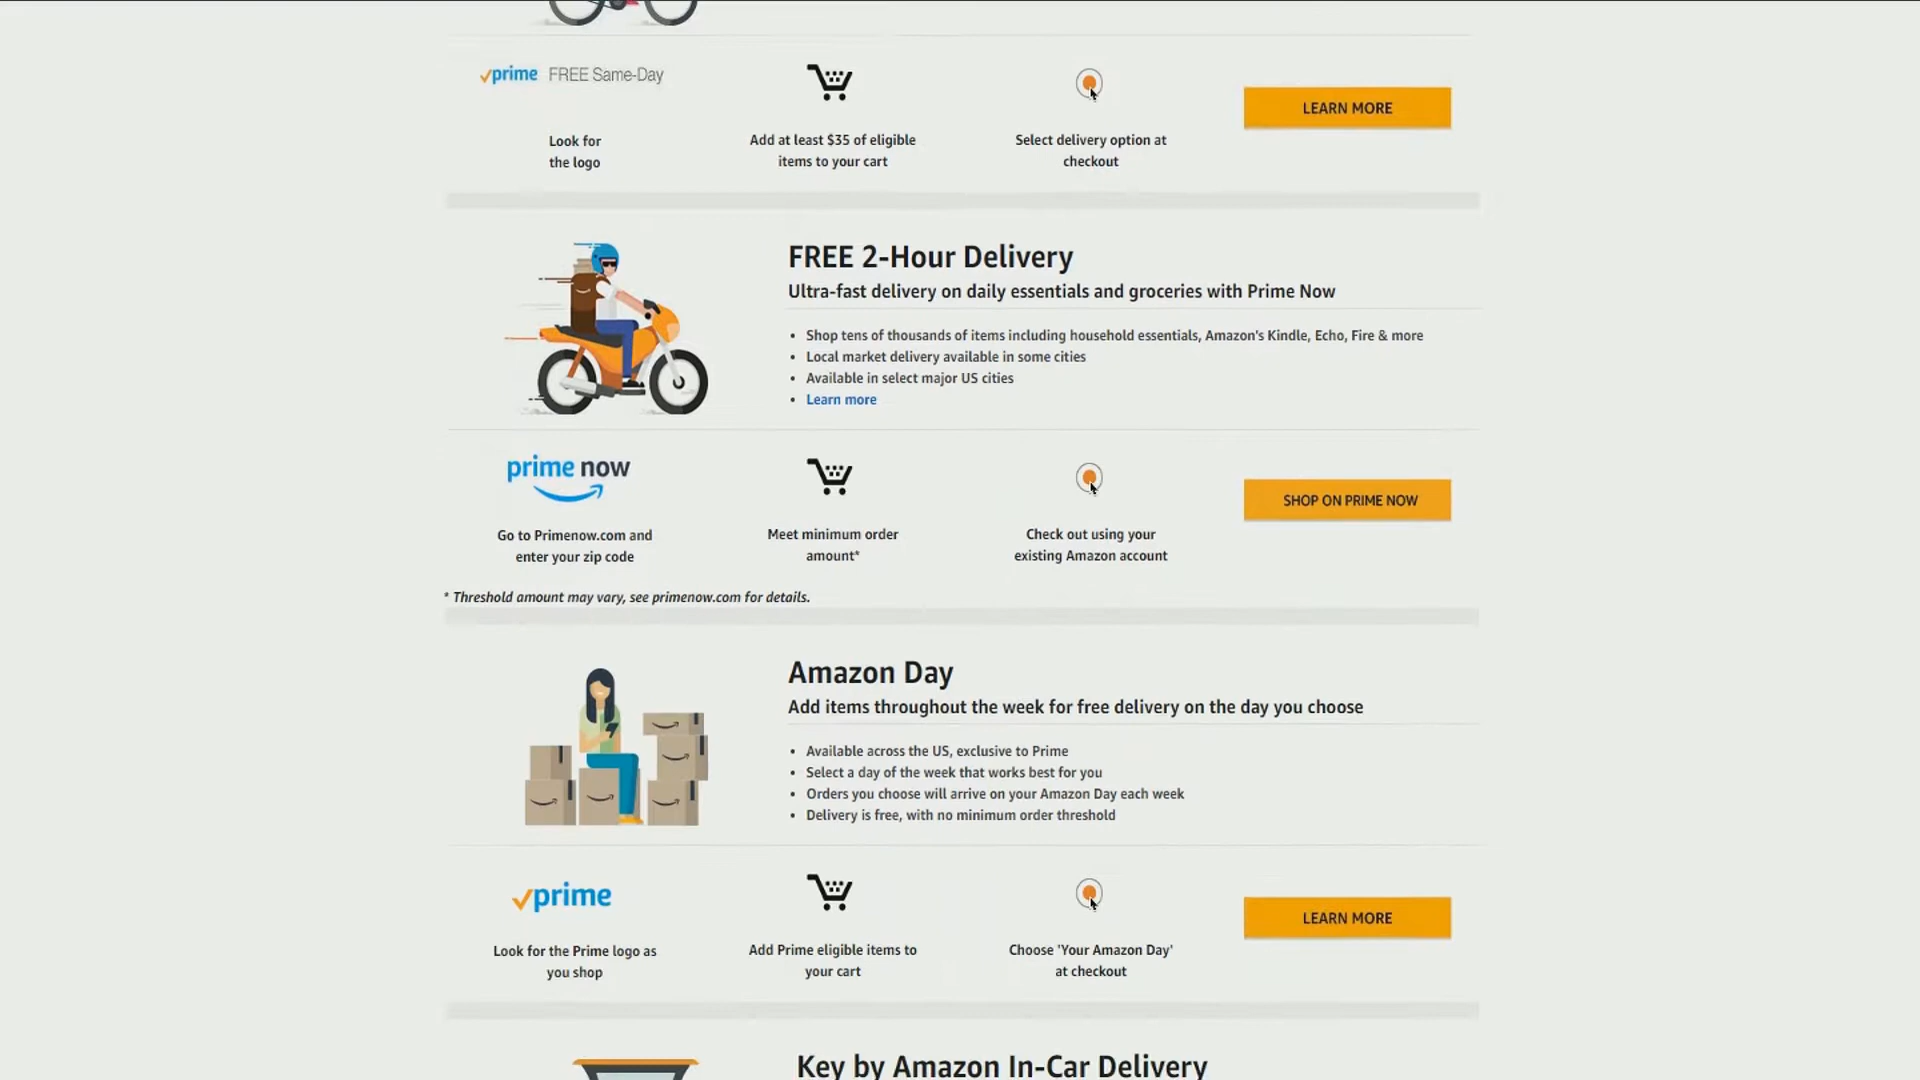 prime FREE Same-Day
LEARN MORE
Look for
the logo
Add at least $35 of eligible
items to your cart
Select delivery option at
checkout
FREE 2-Hour Delivery
Ultra-fast delivery on daily essentials and groceries with Prime Now
• Shop tens of thousands of items including household essentials, Amazon's Kindle, Echo, Fire & more
• Local market delivery available in some cities
• Available in select major US cities
• Learn more
prime now
SHOP ON PRIME NOW
Go to Primenow.com and
enter your zip code
Meet minimum order
amount*
Check out using your
existing Amazon account
* Threshold amount may vary, see primenow.com for details.
Amazon Day
Add items throughout the week for free delivery on the day you choose
• Available across the US, exclusive to Prime
• Select a day of the week that works best for you
• Orders you choose will arrive on your Amazon Day each week
• Delivery is free, with no minimum order threshold
prime
LEARN MORE
Look for the Prime logo as
you shop
Add Prime eligible items to
your cart
Choose 'Your Amazon Day'
at checkout
Key by Amazon In-Car Delivery